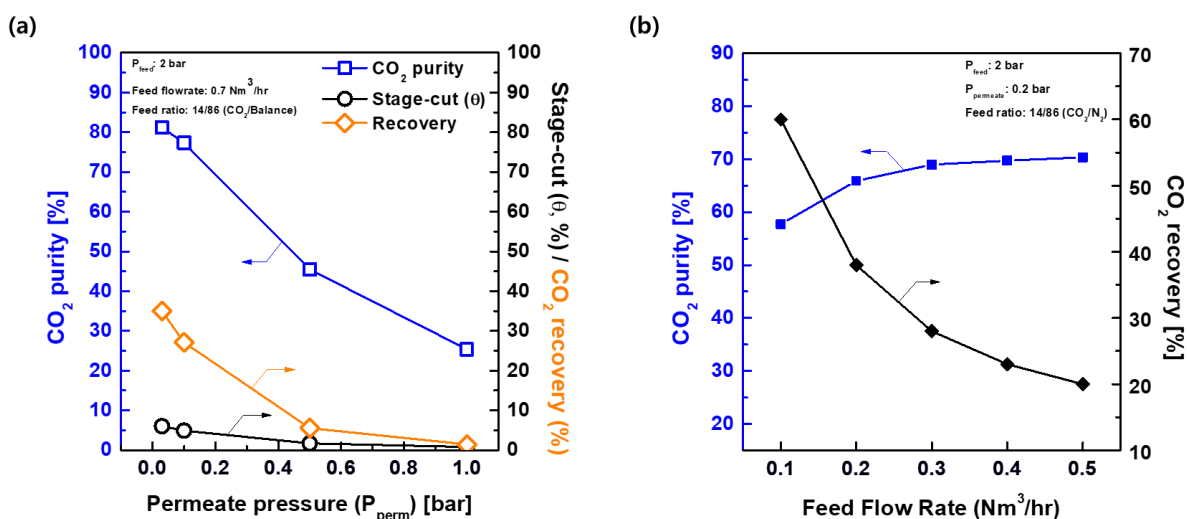 (a)
100
90
80
70
60
50
40
30
20
10
0
CO2 purity [%]
P_feed: 2 bar
Feed flowrate: 0.7 Nm^3/hr
Feed ratio: 14/86 (CO2/Balance)
CO2 purity
Stage-cut (θ)
Recovery
100
90
80
70
60
50
40
30
20
10
0
Stage-cut (θ, %) / CO2 recovery (%)
0.0 0.2 0.4 0.6 0.8 1.0
Permeate pressure (P_perm) [bar]
(b)
90
80
70
60
50
40
30
20
CO2 purity [%]
P_feed: 2 bar
P_permeate: 0.2 bar
Feed ratio: 14/86 (CO2/N2)
70
60
50
40
30
20
10
CO2 recovery [%]
0.1 0.2 0.3 0.4 0.5
Feed Flow Rate (Nm^3/hr)